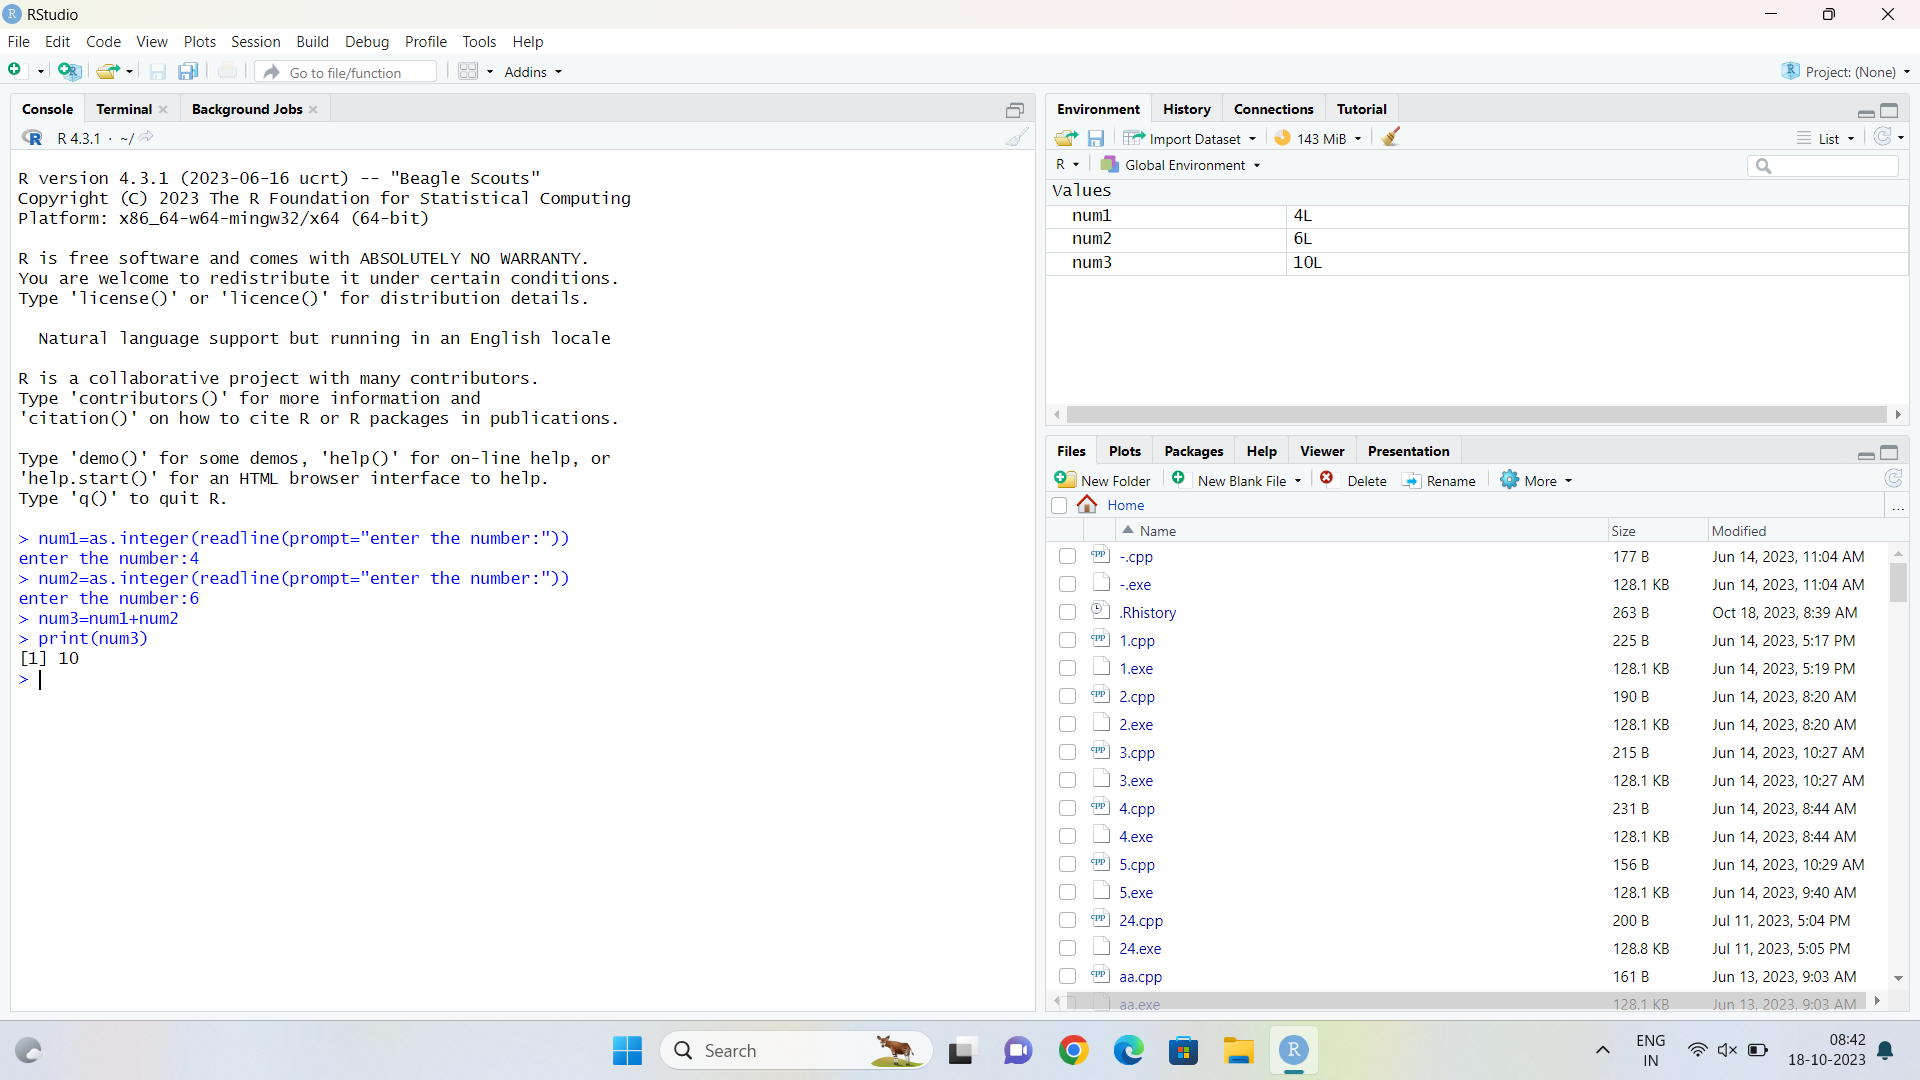 RStudio
File Edit Code View Plots Session Build Debug Profile Tools Help
Go to file/function Addins Project: (None)
Console Terminal Background Jobs
R 4.3.1 · ~/
R version 4.3.1 (2023-06-16 ucrt) -- "Beagle Scouts"
Copyright (C) 2023 The R Foundation for Statistical Computing
Platform: x86_64-w64-mingw32/x64 (64-bit)
R is free software and comes with ABSOLUTELY NO WARRANTY.
You are welcome to redistribute it under certain conditions.
Type 'license()' or 'licence()' for distribution details.
Natural language support but running in an English locale
R is a collaborative project with many contributors.
Type 'contributors()' for more information and
'citation()' on how to cite R or R packages in publications.
Type 'demo()' for some demos, 'help()' for on-line help, or
'help.start()' for an HTML browser interface to help.
Type 'q()' to quit R.
> num1=as.integer(readline(prompt="enter the number:"))
enter the number:4
> num2=as.integer(readline(prompt="enter the number:"))
enter the number:6
> num3=num1+num2
> print(num3)
[1] 10
>
Environment History Connections Tutorial
Import Dataset 143 MiB List
R Global Environment
Values
num1 4L
num2 6L
num3 10L
Files Plots Packages Help Viewer Presentation
New Folder New Blank File Delete Rename More
Home ...
Name Size Modified
-.cpp 177 B Jun 14, 2023, 11:04 AM
-.exe 128.1 KB Jun 14, 2023, 11:04 AM
.Rhistory 263 B Oct 18, 2023, 8:39 AM
1.cpp 225 B Jun 14, 2023, 5:17 PM
1.exe 128.1 KB Jun 14, 2023, 5:19 PM
2.cpp 190 B Jun 14, 2023, 8:20 AM
2.exe 128.1 KB Jun 14, 2023, 8:20 AM
3.cpp 215 B Jun 14, 2023, 10:27 AM
3.exe 128.1 KB Jun 14, 2023, 10:27 AM
4.cpp 231 B Jun 14, 2023, 8:44 AM
4.exe 128.1 KB Jun 14, 2023, 8:44 AM
5.cpp 156 B Jun 14, 2023, 10:29 AM
5.exe 128.1 KB Jun 14, 2023, 9:40 AM
24.cpp 200 B Jul 11, 2023, 5:04 PM
24.exe 128.8 KB Jul 11, 2023, 5:05 PM
aa.cpp 161 B Jun 13, 2023, 9:03 AM
aa.exe 128.1 KB Jun 13, 2023, 9:03 AM
Search
ENG
IN
08:42
18-10-2023